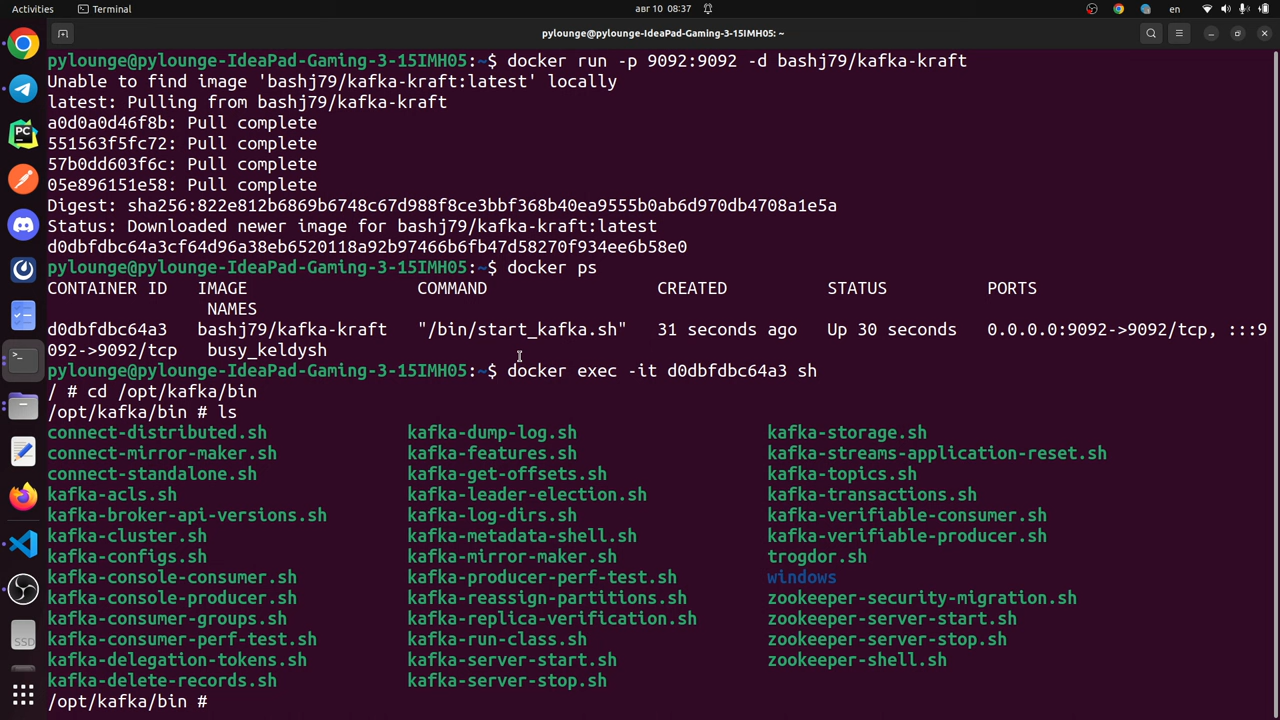 Activities Terminal авг 10 08:37 en
pylounge@pylounge-IdeaPad-Gaming-3-15IMH05: ~
pylounge@pylounge-IdeaPad-Gaming-3-15IMH05:~$ docker run -p 9092:9092 -d bashj79/kafka-kraft
Unable to find image 'bashj79/kafka-kraft:latest' locally
latest: Pulling from bashj79/kafka-kraft
a0d0a0d46f8b: Pull complete
551563f5fc72: Pull complete
57b0dd603f6c: Pull complete
05e896151e58: Pull complete
Digest: sha256:822e812b6869b6748c67d988f8ce3bbf368b40ea9555b0ab6d970db4708a1e5a
Status: Downloaded newer image for bashj79/kafka-kraft:latest
d0dbfdbc64a3cf64d96a38eb6520118a92b97466b6fb47d58270f934ee6b58e0
pylounge@pylounge-IdeaPad-Gaming-3-15IMH05:~$ docker ps
CONTAINER ID IMAGE COMMAND CREATED STATUS PORTS
NAMES
d0dbfdbc64a3 bashj79/kafka-kraft "/bin/start_kafka.sh" 31 seconds ago Up 30 seconds 0.0.0.0:9092->9092/tcp, :::9
092->9092/tcp busy_keldysh
pylounge@pylounge-IdeaPad-Gaming-3-15IMH05:~$ docker exec -it d0dbfdbc64a3 sh
/ # cd /opt/kafka/bin
/opt/kafka/bin # ls
connect-distributed.sh kafka-dump-log.sh kafka-storage.sh
connect-mirror-maker.sh kafka-features.sh kafka-streams-application-reset.sh
connect-standalone.sh kafka-get-offsets.sh kafka-topics.sh
kafka-acls.sh kafka-leader-election.sh kafka-transactions.sh
kafka-broker-api-versions.sh kafka-log-dirs.sh kafka-verifiable-consumer.sh
kafka-cluster.sh kafka-metadata-shell.sh kafka-verifiable-producer.sh
kafka-configs.sh kafka-mirror-maker.sh trogdor.sh
kafka-console-consumer.sh kafka-producer-perf-test.sh windows
kafka-console-producer.sh kafka-reassign-partitions.sh zookeeper-security-migration.sh
kafka-consumer-groups.sh kafka-replica-verification.sh zookeeper-server-start.sh
kafka-consumer-perf-test.sh kafka-run-class.sh zookeeper-server-stop.sh
kafka-delegation-tokens.sh kafka-server-start.sh zookeeper-shell.sh
kafka-delete-records.sh kafka-server-stop.sh
/opt/kafka/bin #
PC
SSD